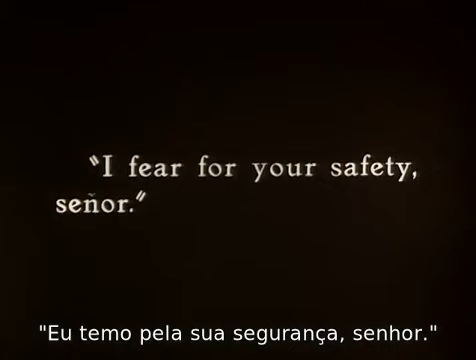 "I fear for your safety,
señor."
"Eu temo pela sua segurança, senhor."